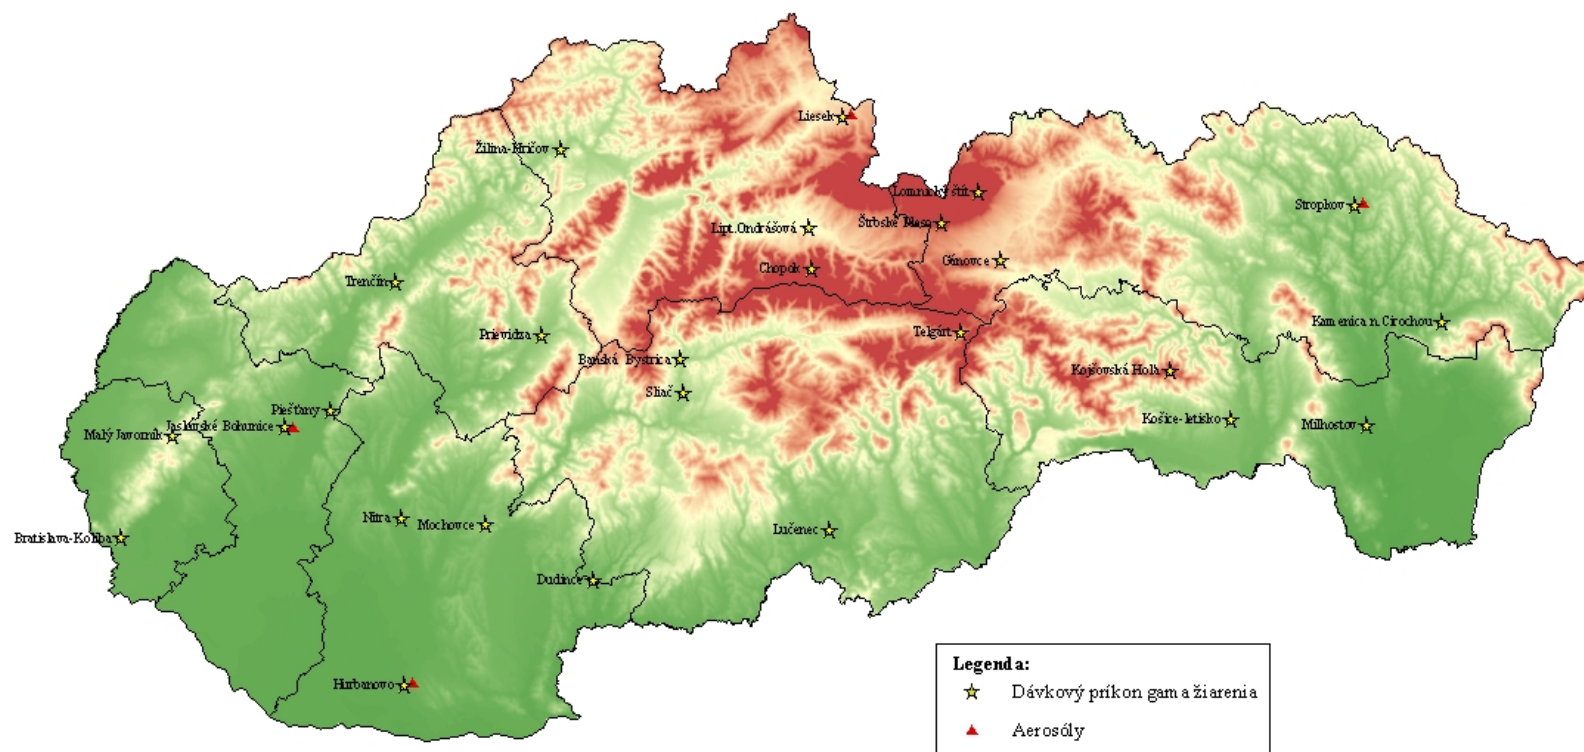 Liesek
Žilina-Hričov
Lomnický štít
Stropkov
Štrbské Pleso
Lipt.Ondrášová
Gánovce
Chopok
Trenčín
Kamenica n. Cirochou
Telgárt
Prievidza
Banská Bystrica
Kojšovská Hoľa
Sliač
Piešťany
Košice-letisko
Jaslovské Bohunice
Milhostov
Malý Javorník
Nitra
Mochovce
Lučenec
Bratislava-Koliba
Dudince
Hurbanovo
Legenda:
Dávkový príkon gama žiarenia
Aerosóly